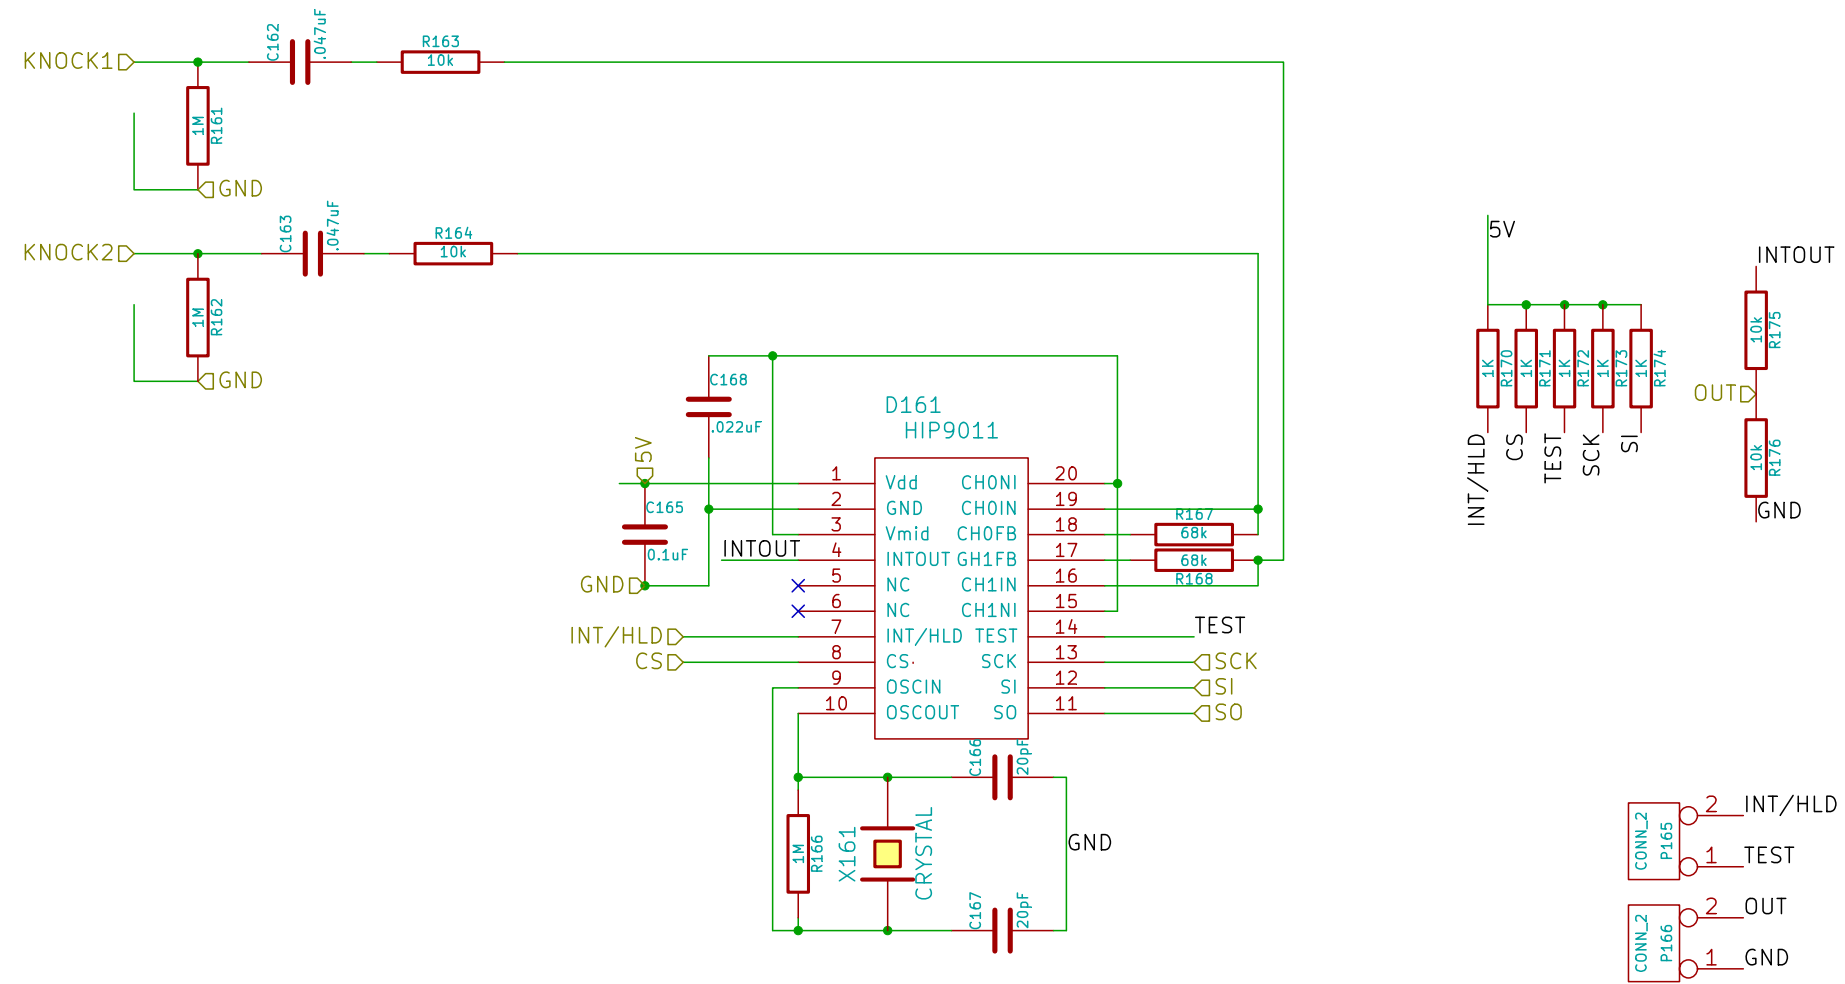 KNOCK1
C162
.047uF
R163
10k
1M
R161
GND
KNOCK2
C163
.047uF
R164
10k
1M
R162
GND
5V
INTOUT
1K
R170
1K
R171
1K
R172
1K
R173
1K
R174
INT/HLD
CS
TEST
SCK
SI
10k
R175
OUT
10k
R176
GND
C168
.022uF
D161
HIP9011
5V
C165
0.1uF
GND
INTOUT
INT/HLD
CS
1 Vdd
2 GND
3 Vmid
4 INTOUT
5 NC
6 NC
7 INT/HLD
8 CS
9 OSCIN
10 OSCOUT
CH0NI 20
CH0IN 19
CH0FB 18
GH1FB 17
CH1IN 16
CH1NI 15
TEST 14
SCK 13
SI 12
SO 11
R167
68k
68k
R168
TEST
SCK
SI
SO
C166
20pF
1M
R166
X161
CRYSTAL
GND
C167
20pF
CONN_2
P165
2 INT/HLD
1 TEST
CONN_2
P166
2 OUT
1 GND